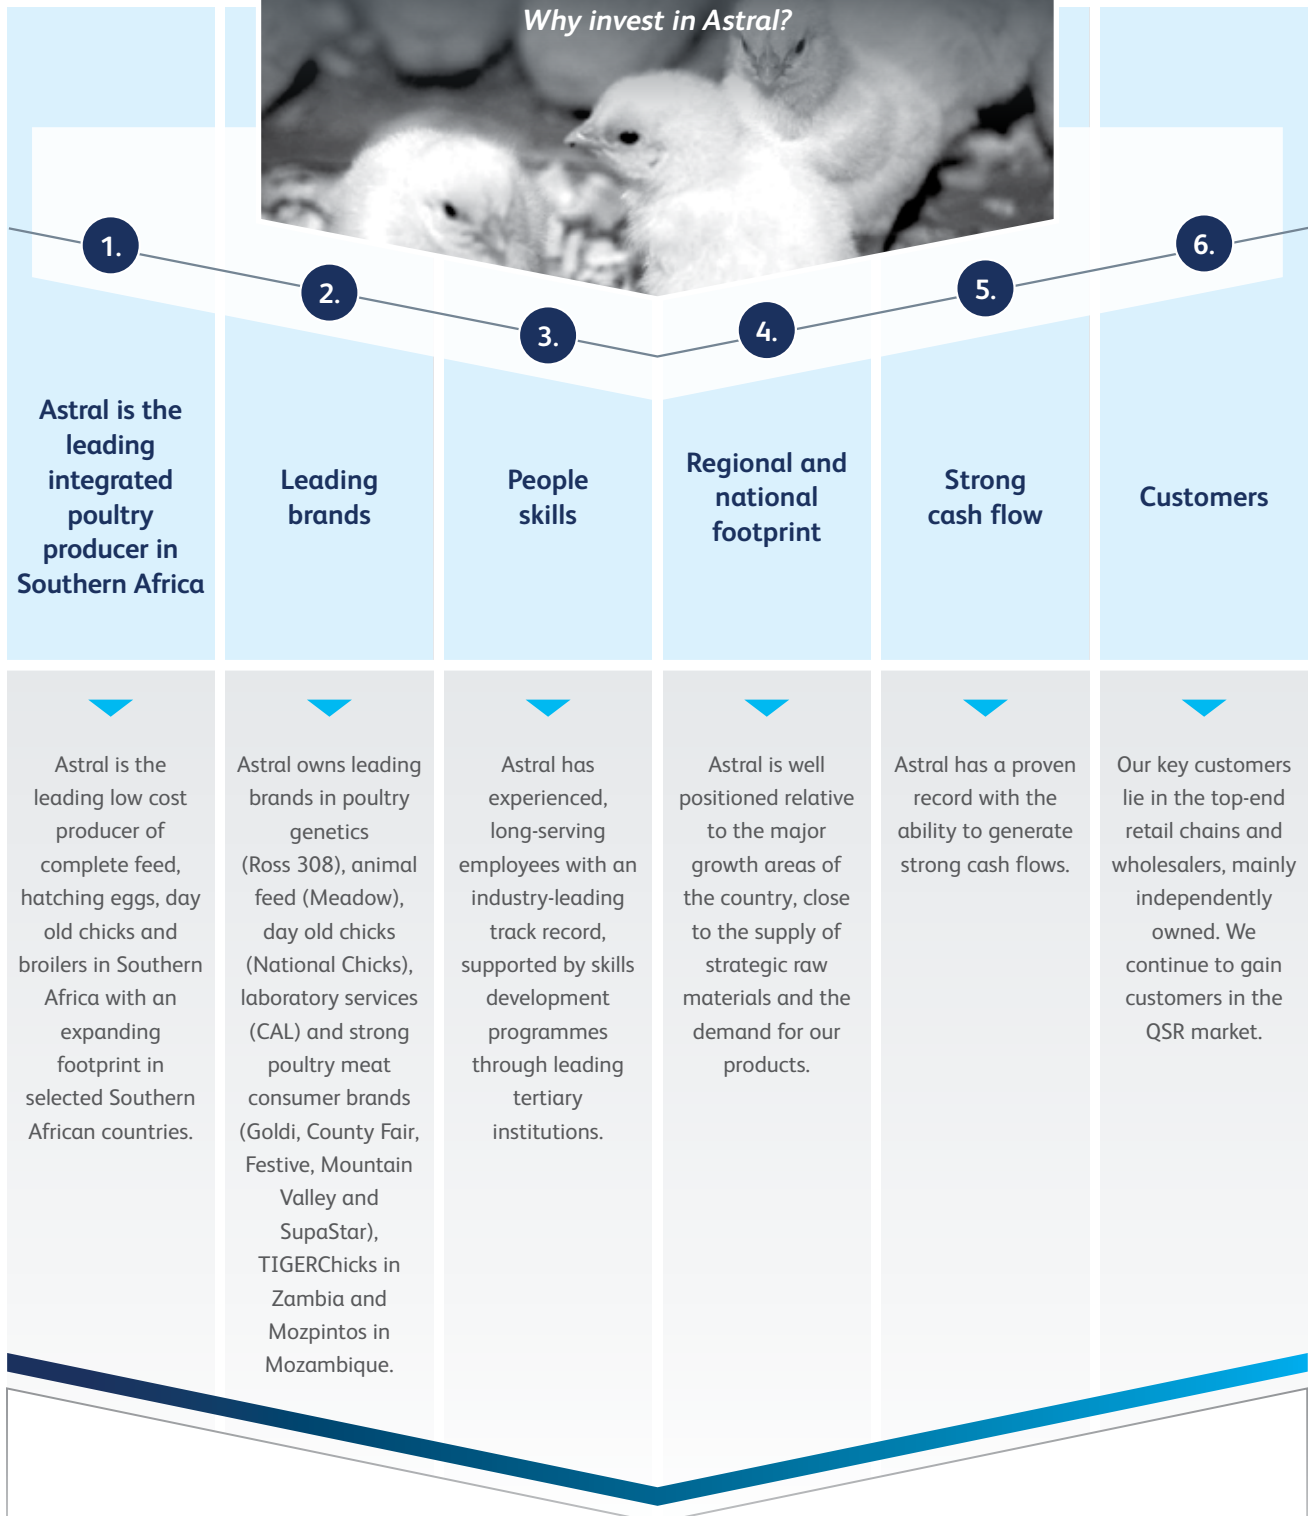 Why invest in Astral?
1.
2.
3.
4.
5.
6.
Astral is the
leading
integrated
poultry
producer in
Southern Africa
Leading
brands
People
skills
Regional and
national
footprint
Strong
cash flow
Customers
Astral is the
leading low cost
producer of
complete feed,
hatching eggs, day
old chicks and
broilers in Southern
Africa with an
expanding
footprint in
selected Southern
African countries.
Astral owns leading
brands in poultry
genetics
(Ross 308), animal
feed (Meadow),
day old chicks
(National Chicks),
laboratory services
(CAL) and strong
poultry meat
consumer brands
(Goldi, County Fair,
Festive, Mountain
Valley and
SupaStar),
TIGERChicks in
Zambia and
Mozpintos in
Mozambique.
Astral has
experienced,
long-serving
employees with an
industry-leading
track record,
supported by skills
development
programmes
through leading
tertiary
institutions.
Astral is well
positioned relative
to the major
growth areas of
the country, close
to the supply of
strategic raw
materials and the
demand for our
products.
Astral has a proven
record with the
ability to generate
strong cash flows.
Our key customers
lie in the top-end
retail chains and
wholesalers, mainly
independently
owned. We
continue to gain
customers in the
QSR market.